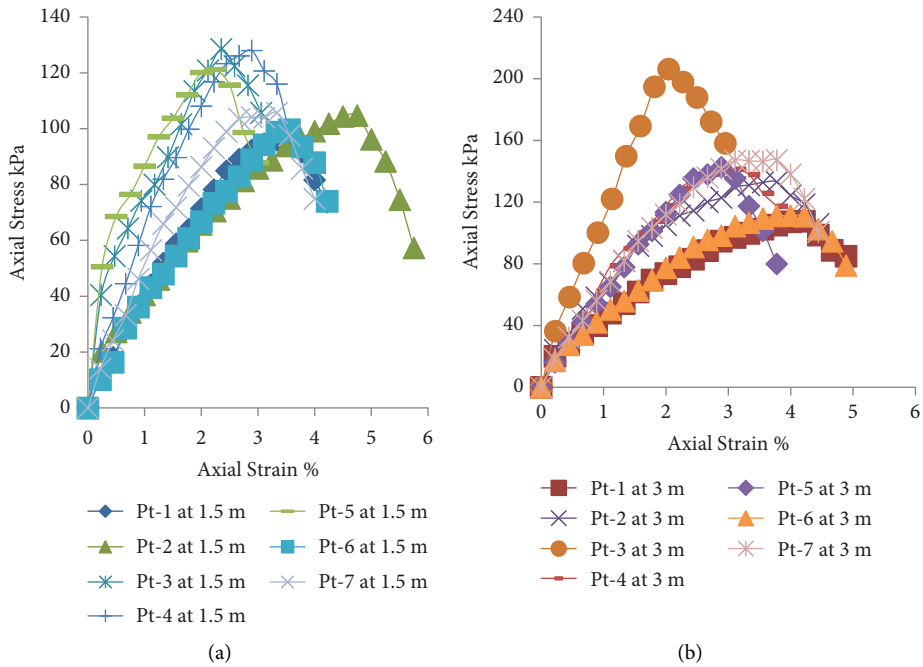 140
120
100
80
60
40
20
0
Axial Stress kPa
0 1 2 3 4 5 6
Axial Strain %
Pt-1 at 1.5 m
Pt-2 at 1.5 m
Pt-3 at 1.5 m
Pt-4 at 1.5 m
Pt-5 at 1.5 m
Pt-6 at 1.5 m
Pt-7 at 1.5 m
(a)
240
200
160
120
80
40
0
Axial Stress kPa
0 1 2 3 4 5 6
Axial Strain %
Pt-1 at 3 m
Pt-2 at 3 m
Pt-3 at 3 m
Pt-4 at 3 m
Pt-5 at 3 m
Pt-6 at 3 m
Pt-7 at 3 m
(b)